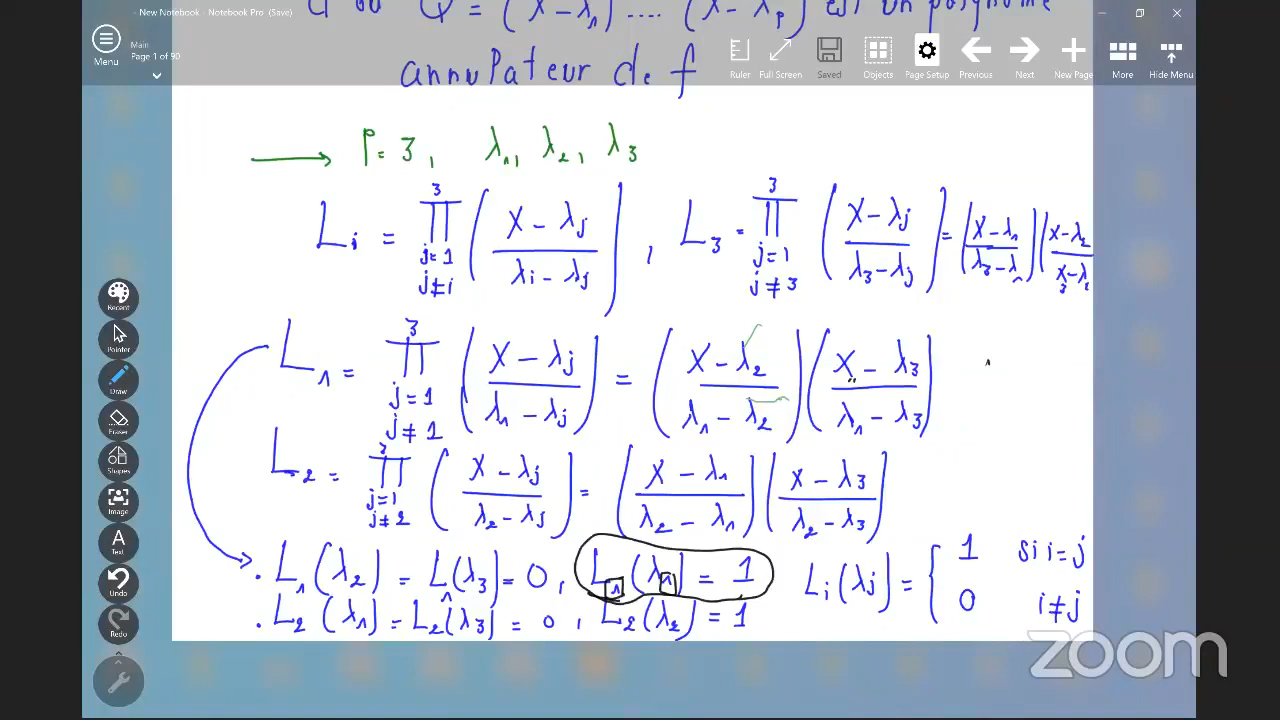 - New Notebook - Notebook Pro (Save)
Menu
Main
Page 1 of 90
Ruler Full Screen Saved Objects Page Setup Previous Next New Page More Hide Menu
Q = (X-λ₁) .... (X-λp) est un polynôme
annulateur de f
→ P = 3, λ₁, λ₂, λ₃
Li = ∏_{j=1, j≠i}^{3} ((X-λj)/(λi-λj)), L₃ = ∏_{j=1, j≠3}^{3} ((X-λj)/(λ₃-λj)) = ((X-λ₁)/(λ₃-λ₁)) ((X-λ₂)/(X₃-λ₂
L₁ = ∏_{j=1, j≠1}^{3} ((X-λj)/(λ₁-λj)) = ((X-λ₂)/(λ₁-λ₂)) ((X-λ₃)/(λ₁-λ₃))
L₂ = ∏_{j=1, j≠2}^{3} ((X-λj)/(λ₂-λj)) = ((X-λ₁)/(λ₂-λ₁)) ((X-λ₃)/(λ₂-λ₃))
. L₁(λ₂) = L₁(λ₃) = 0, L₁(λ₁) = 1 Li(λj) = { 1 si i=j
0 i≠j
. L₂(λ₁) = L₂(λ₃) = 0, L₂(λ₂) = 1
Recent
Pointer
Draw
Eraser
Shapes
Image
Text
Undo
Redo
zoom